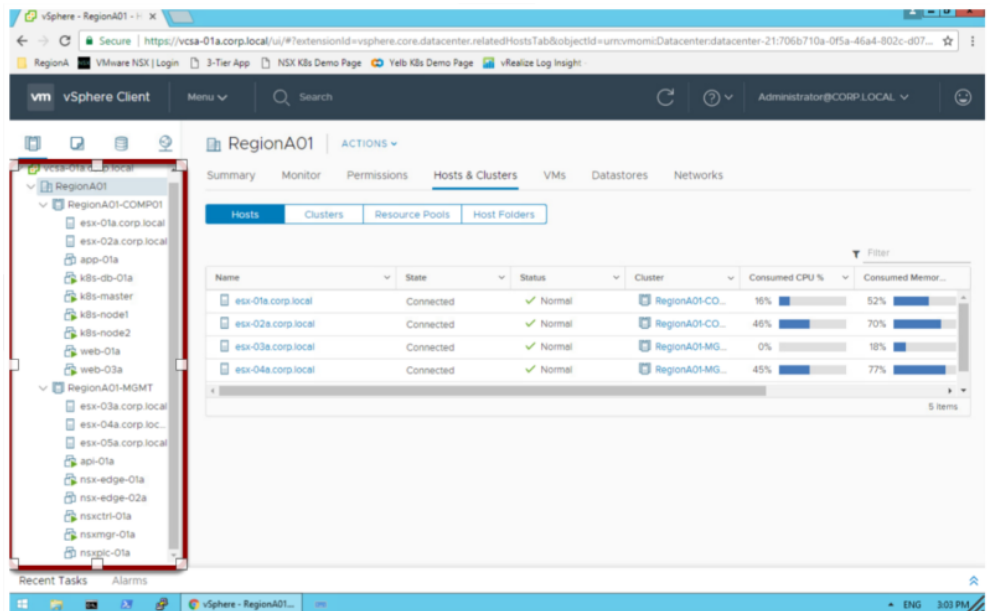 vSphere - RegionA01 - H
Secure | https://vcsa-01a.corp.local/ui/#?extensionId=vsphere.core.datacenter.relatedHostsTab&objectId=urn:vmomi:Datacenter:datacenter-21:706b710a-0f5a-46a4-802c-d07...
RegionA VMware NSX | Login 3-Tier App NSX K8s Demo Page Yelb K8s Demo Page vRealize Log Insight
vm vSphere Client Menu Search Administrator@CORP.LOCAL
RegionA01 ACTIONS
Summary Monitor Permissions Hosts & Clusters VMs Datastores Networks
Hosts Clusters Resource Pools Host Folders
Filter
Name State Status Cluster Consumed CPU % Consumed Memor...
esx-01a.corp.local Connected Normal RegionA01-CO... 16% 52%
esx-02a.corp.local Connected Normal RegionA01-CO... 46% 70%
esx-03a.corp.local Connected Normal RegionA01-MG... 0% 18%
esx-04a.corp.local Connected Normal RegionA01-MG... 45% 77%
5 items
vcsa-01a.corp.local
RegionA01
RegionA01-COMP01
esx-01a.corp.local
esx-02a.corp.local
app-01a
k8s-db-01a
k8s-master
k8s-node1
k8s-node2
web-01a
web-03a
RegionA01-MGMT
esx-03a.corp.local
esx-04a.corp.loc...
esx-05a.corp.local
api-01a
nsx-edge-01a
nsx-edge-02a
nsxctrl-01a
nsxmgr-01a
nsxpic-01a
Recent Tasks Alarms
vSphere - RegionA01... ENG 3:03 PM